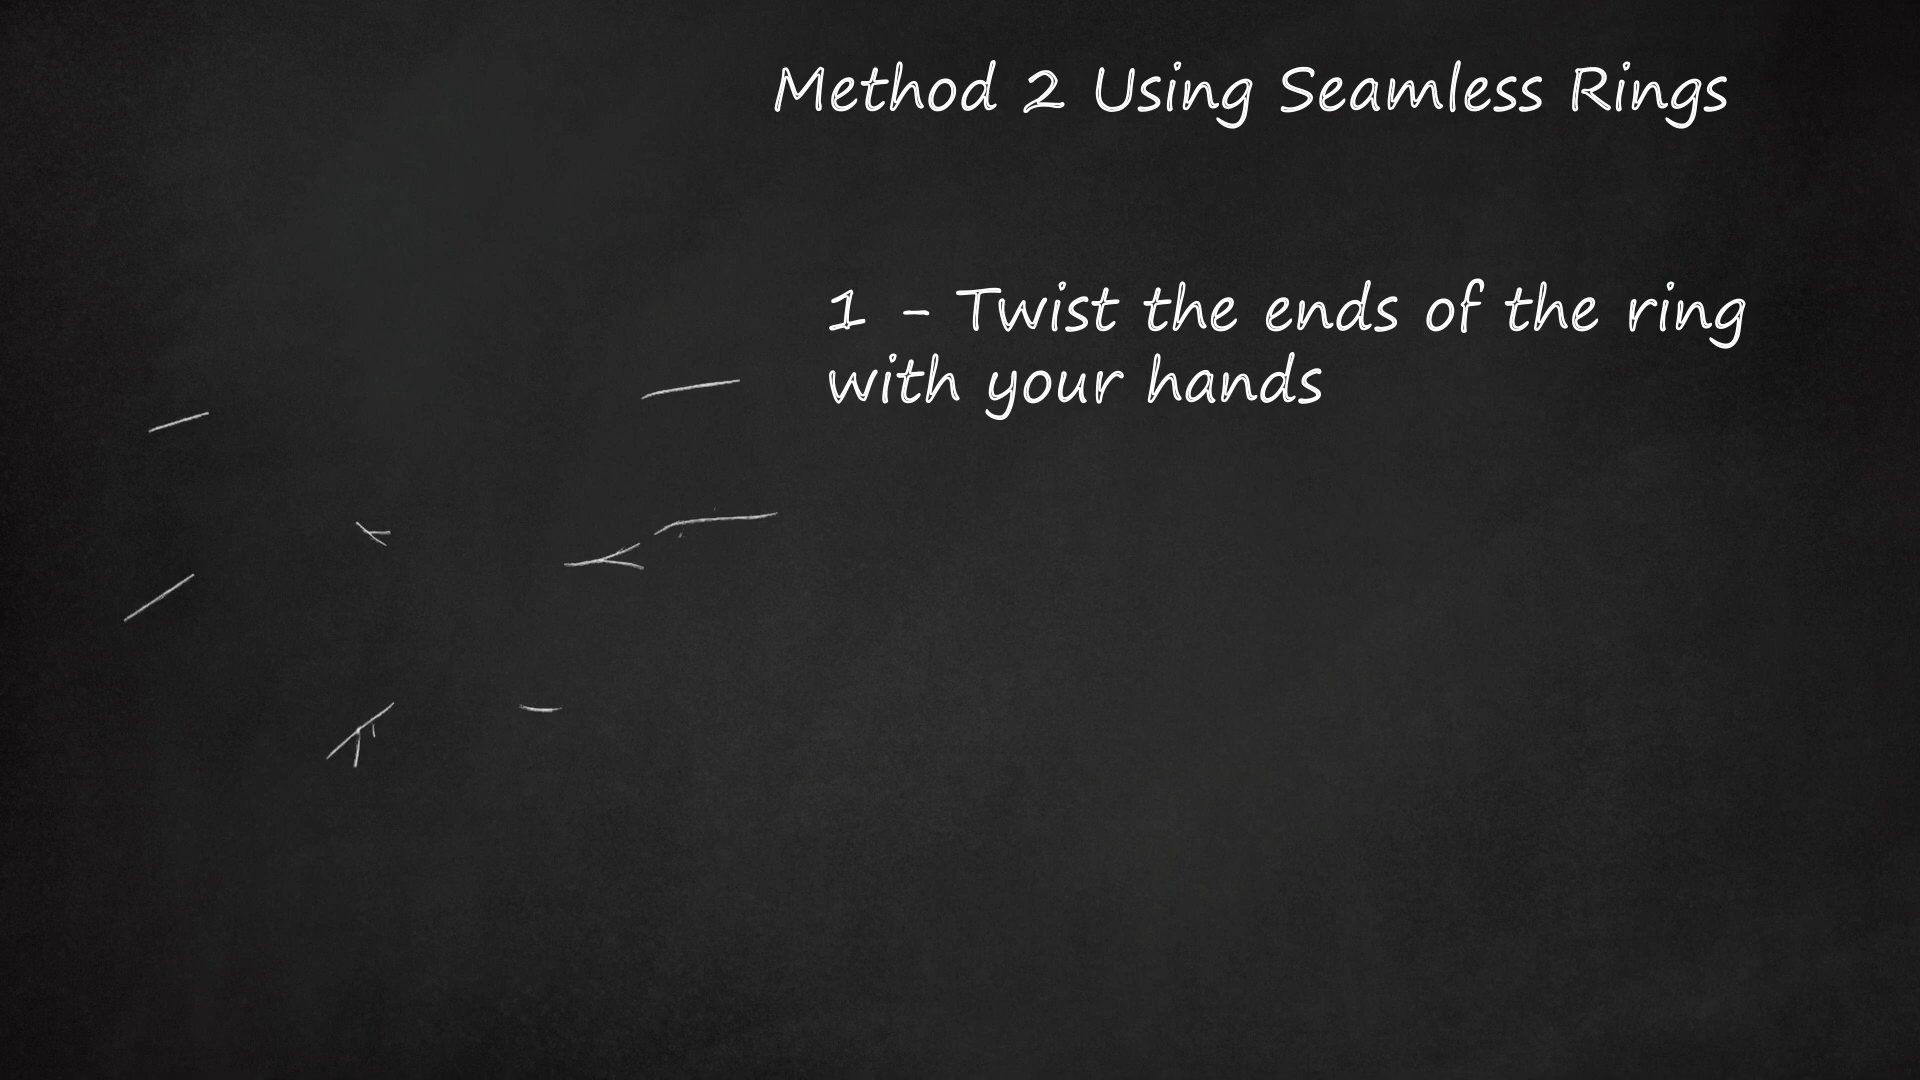 Method 2 Using Seamless Rings
1 - Twist the ends of the ring
with your hands